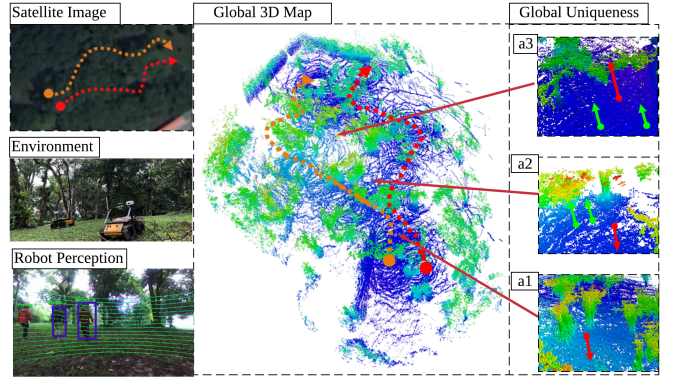 Satellite Image
Global 3D Map
Global Uniqueness
a3
Environment
a2
Robot Perception
a1